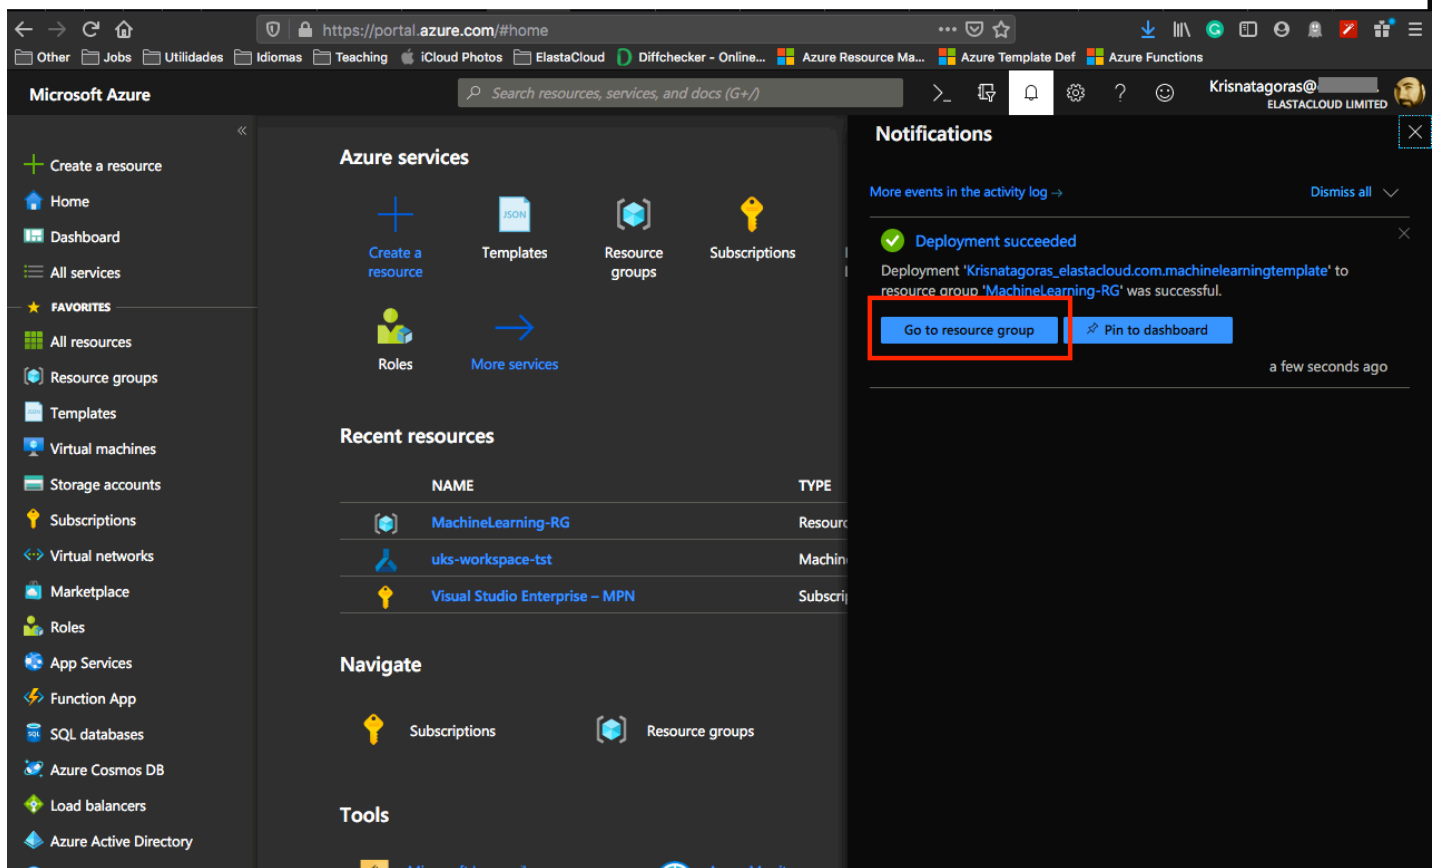 https://portal.azure.com/#home
Other Jobs Utilidades Idiomas Teaching iCloud Photos ElastaCloud Diffchecker - Online... Azure Resource Ma... Azure Template Def Azure Functions
Microsoft Azure
Search resources, services, and docs (G+/)
Krisnatagoras@
ELASTACLOUD LIMITED
Create a resource
Home
Dashboard
All services
FAVORITES
All resources
Resource groups
Templates
Virtual machines
Storage accounts
Subscriptions
Virtual networks
Marketplace
Roles
App Services
Function App
SQL databases
Azure Cosmos DB
Load balancers
Azure Active Directory
Azure services
Create a
resource
JSON
Templates
Resource
groups
Subscriptions
Roles
More services
Recent resources
NAME TYPE
MachineLearning-RG Resourc
uks-workspace-tst Machin
Visual Studio Enterprise – MPN Subscrip
Navigate
Subscriptions
Resource groups
Tools
Notifications
More events in the activity log →
Dismiss all
Deployment succeeded
Deployment 'Krisnatagoras_elastacloud.com.machinelearningtemplate' to
resource group 'MachineLearning-RG' was successful.
Go to resource group
Pin to dashboard
a few seconds ago